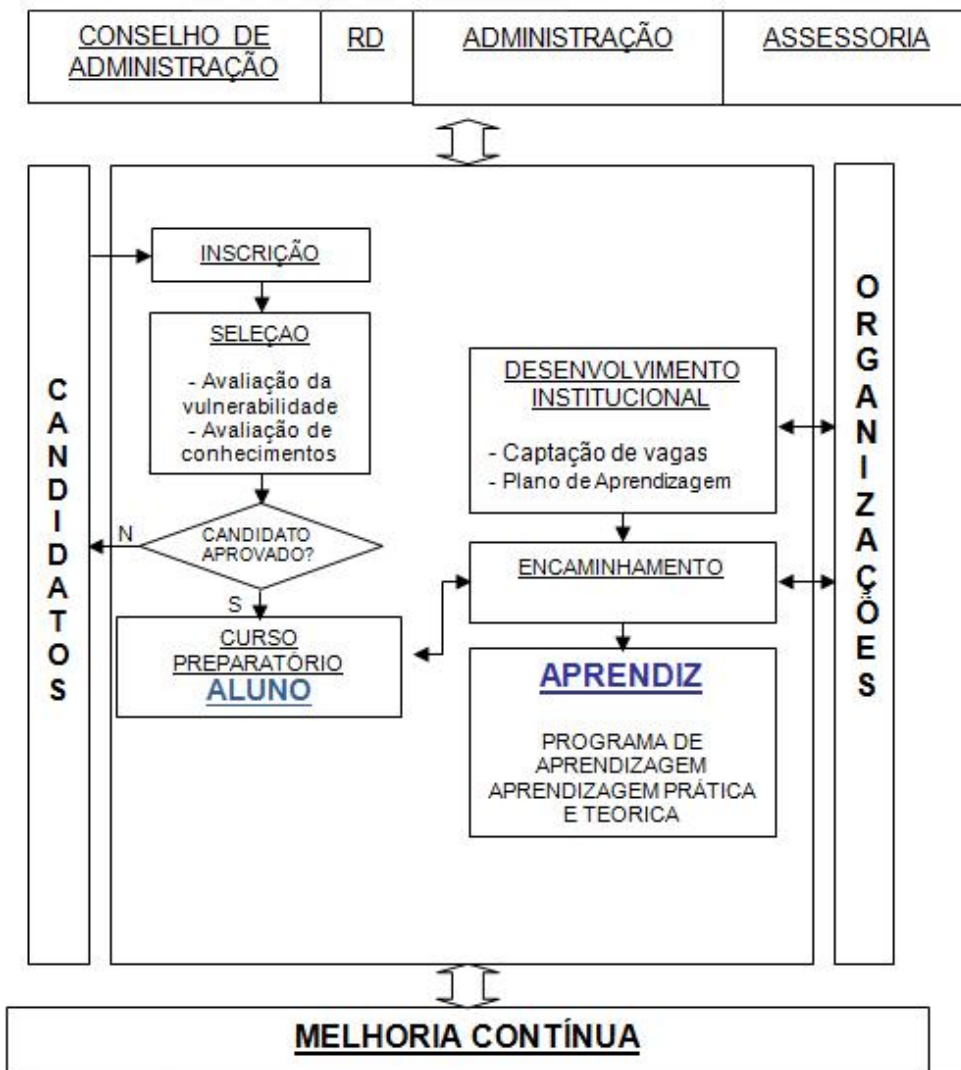 CONSELHO DE
ADMINISTRAÇÃO
RD
ADMINISTRAÇÃO
ASSESSORIA
CANDIDATOS
INSCRIÇÃO
SELEÇAO
- Avaliação da
vulnerabilidade
- Avaliação de
conhecimentos
N
CANDIDATO
APROVADO?
S
CURSO
PREPARATÓRIO
ALUNO
DESENVOLVIMENTO
INSTITUCIONAL
- Captação de vagas
- Plano de Aprendizagem
ENCAMINHAMENTO
APRENDIZ
PROGRAMA DE
APRENDIZAGEM
APRENDIZAGEM PRÁTICA
E TEORICA
ORGANIZAÇÕES
MELHORIA CONTÍNUA